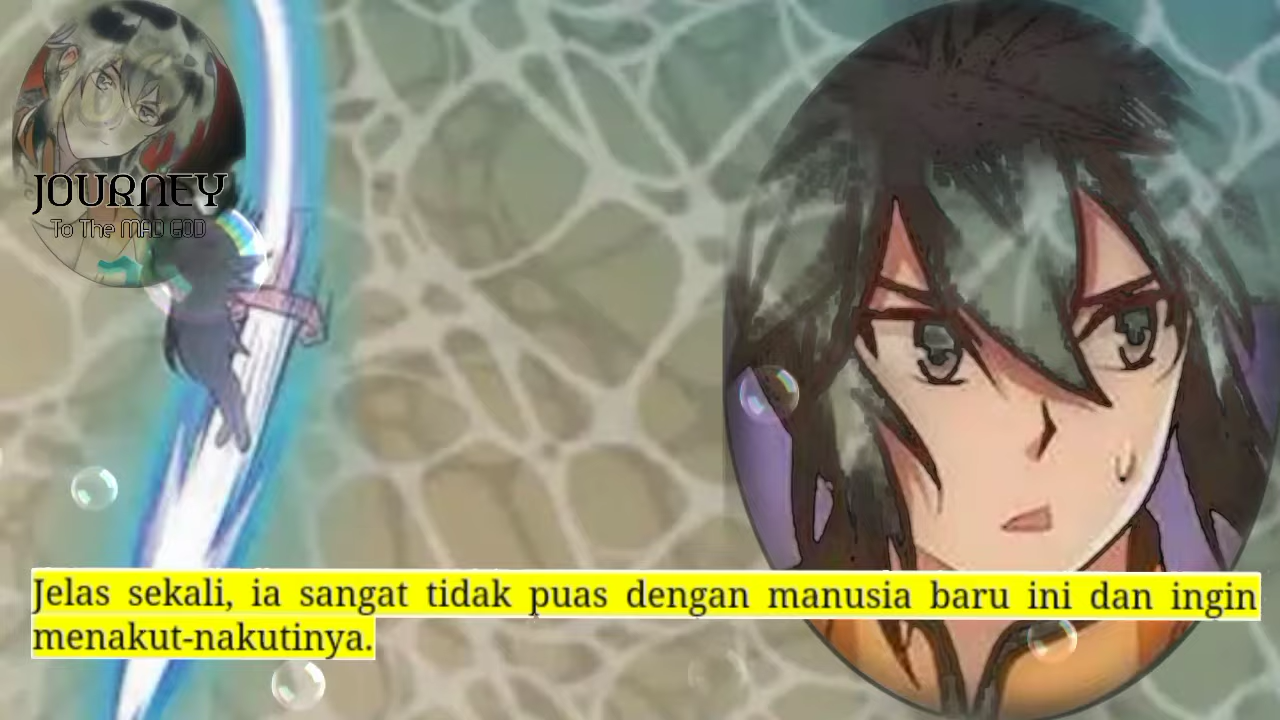 JOURNEY
To The MAD GOD
Jelas sekali, ia sangat tidak puas dengan manusia baru ini dan ingin
menakut-nakutinya.